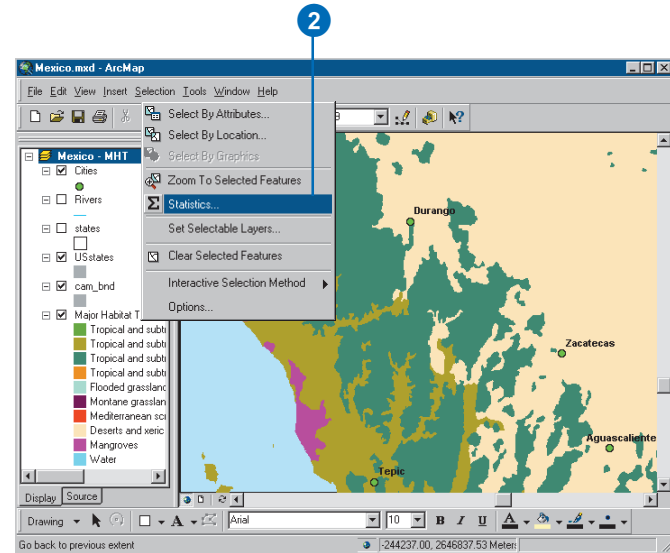 2
Mexico.mxd - ArcMap
File Edit View Insert Selection Tools Window Help
Select By Attributes...
Select By Location...
Select By Graphics
Zoom To Selected Features
Statistics...
Set Selectable Layers...
Clear Selected Features
Interactive Selection Method
Options...
Mexico - MHT
Cities
Rivers
states
USstates
cam_bnd
Major Habitat T
Tropical and subt
Tropical and subt
Tropical and subt
Tropical and subt
Flooded grasslanc
Montane grasslan
Mediterranean scr
Deserts and xeric
Mangroves
Water
Durango
Zacatecas
Aguascaliente
Tepic
Display Source
Drawing A Arial 10 B I U A
Go back to previous extent -244237.00, 2646837.53 Meters